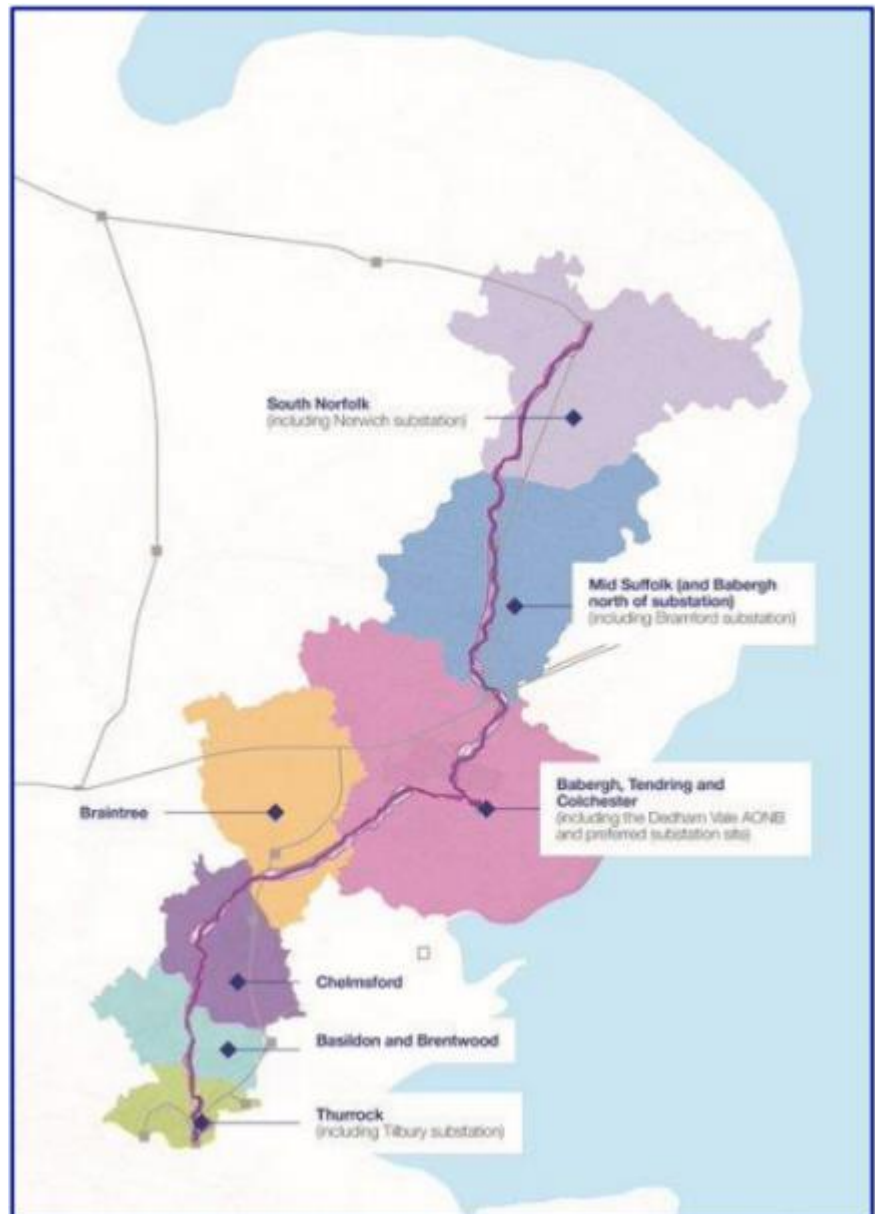 South Norfolk
(including Norwich substation)
Mid Suffolk (and Babergh
north of substation)
(including Bramford substation)
Braintree
Babergh, Tendring and
Colchester
(including the Dedham Vale AONB
and preferred substation site)
Chelmsford
Basildon and Brentwood
Thurrock
(including Tilbury substation)